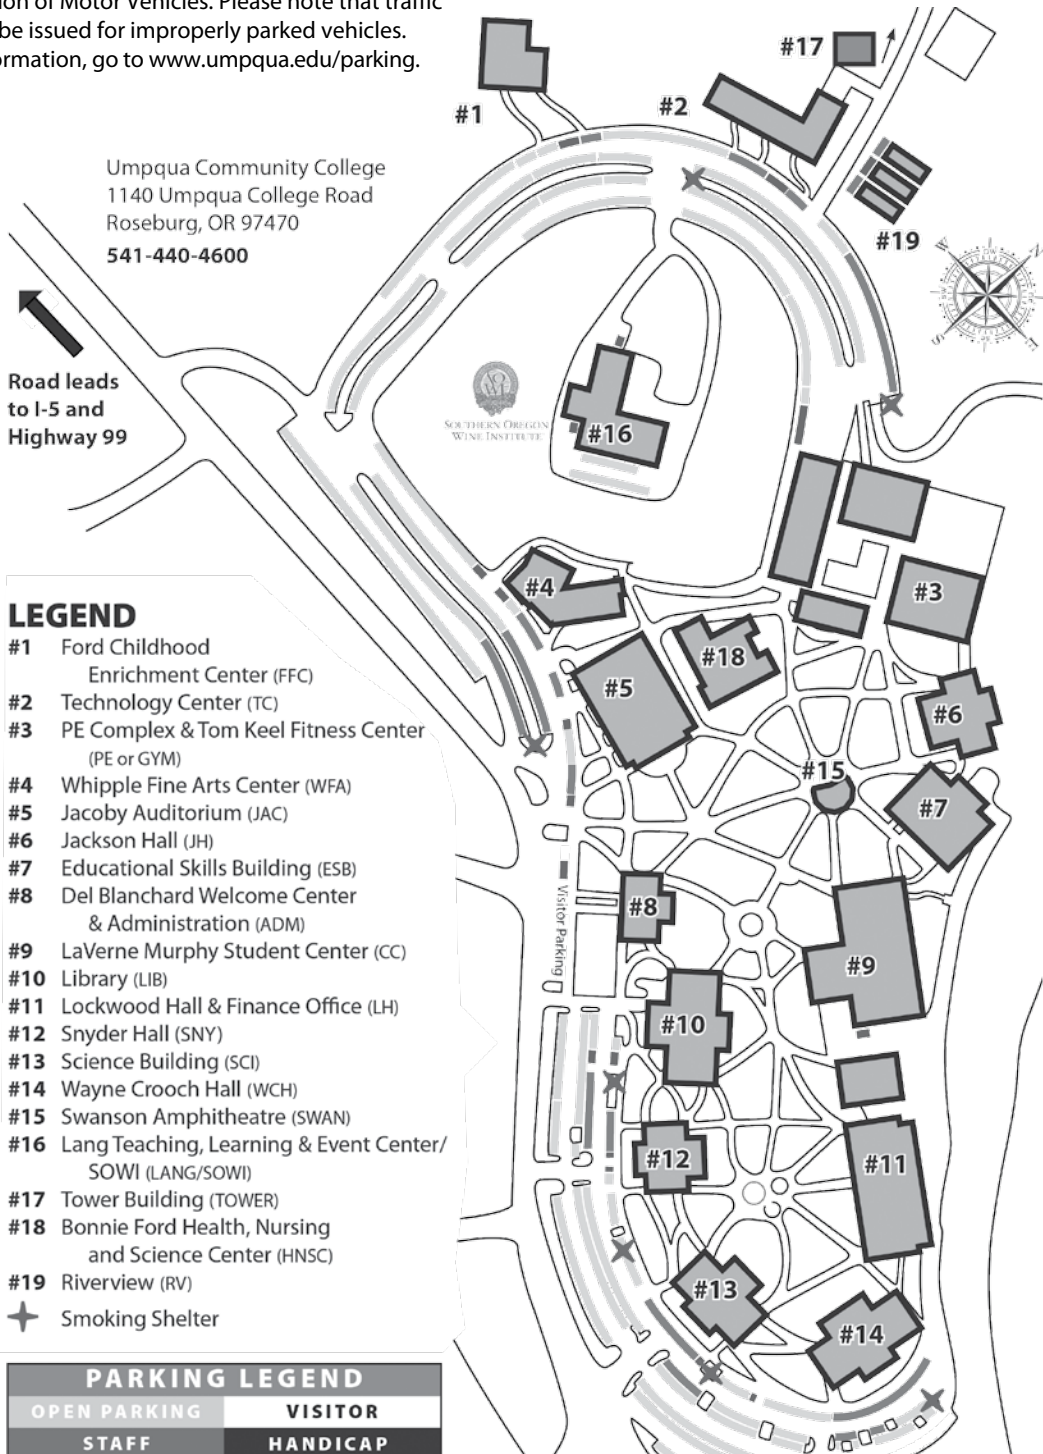 ion of Motor Vehicles. Please note that traffic
be issued for improperly parked vehicles.
ormation, go to www.umpqua.edu/parking.
#17
#1
#2
Umpqua Community College
1140 Umpqua College Road
Roseburg, OR 97470
541-440-4600
#19
W
N
S
E
Road leads
to I-5 and
Highway 99
SOUTHERN OREGON
WINE INSTITUTE
#16
#4
#3
#18
#5
#6
#15
#7
#8
Visitor Parking
#9
#10
#12
#11
#13
#14
LEGEND
#1 Ford Childhood
Enrichment Center (FFC)
#2 Technology Center (TC)
#3 PE Complex & Tom Keel Fitness Center
(PE or GYM)
#4 Whipple Fine Arts Center (WFA)
#5 Jacoby Auditorium (JAC)
#6 Jackson Hall (JH)
#7 Educational Skills Building (ESB)
#8 Del Blanchard Welcome Center
& Administration (ADM)
#9 LaVerne Murphy Student Center (CC)
#10 Library (LIB)
#11 Lockwood Hall & Finance Office (LH)
#12 Snyder Hall (SNY)
#13 Science Building (SCI)
#14 Wayne Crooch Hall (WCH)
#15 Swanson Amphitheatre (SWAN)
#16 Lang Teaching, Learning & Event Center/
SOWI (LANG/SOWI)
#17 Tower Building (TOWER)
#18 Bonnie Ford Health, Nursing
and Science Center (HNSC)
#19 Riverview (RV)
Smoking Shelter
PARKING LEGEND
OPEN PARKING VISITOR
STAFF HANDICAP